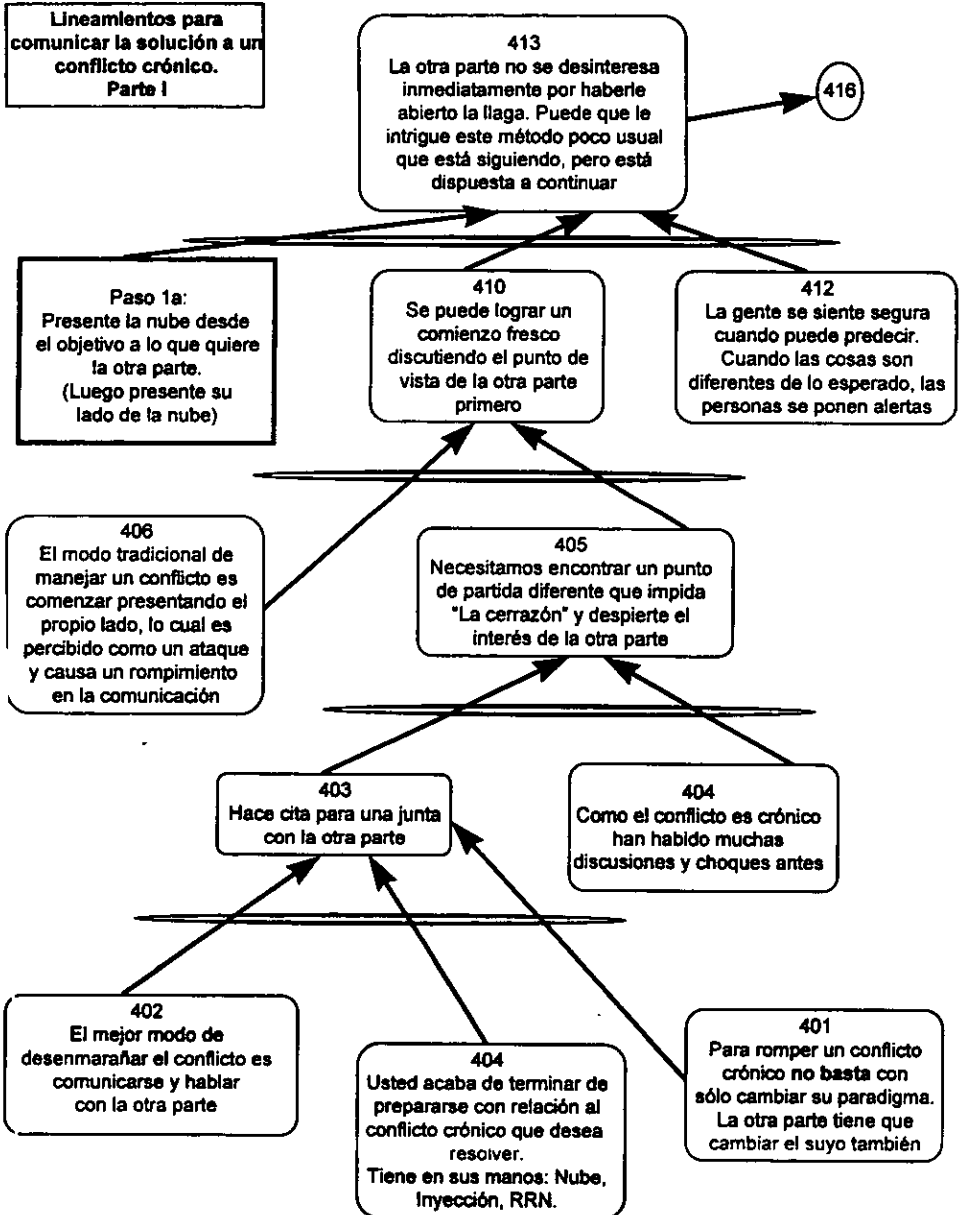 Lineamientos para
comunicar la solución a un
conflicto crónico.
Parte I
413
La otra parte no se desinteresa
inmediatamente por haberle
abierto la llaga. Puede que le
intrigue este método poco usual
que está siguiendo, pero está
dispuesta a continuar
416
Paso 1a:
Presente la nube desde
el objetivo a lo que quiere
la otra parte.
(Luego presente su
lado de la nube)
410
Se puede lograr un
comienzo fresco
discutiendo el punto de
vista de la otra parte
primero
412
La gente se siente segura
cuando puede predecir.
Cuando las cosas son
diferentes de lo esperado, las
personas se ponen alertas
406
El modo tradicional de
manejar un conflicto es
comenzar presentando el
propio lado, lo cual es
percibido como un ataque
y causa un rompimiento
en la comunicación
405
Necesitamos encontrar un punto
de partida diferente que impida
"La cerrazón" y despierte el
interés de la otra parte
403
Hace cita para una junta
con la otra parte
404
Como el conflicto es crónico
han habido muchas
discusiones y choques antes
402
El mejor modo de
desenmarañar el conflicto es
comunicarse y hablar
con la otra parte
404
Usted acaba de terminar de
prepararse con relación al
conflicto crónico que desea
resolver.
Tiene en sus manos: Nube,
Inyección, RRN.
401
Para romper un conflicto
crónico no basta con
sólo cambiar su paradigma.
La otra parte tiene que
cambiar el suyo también